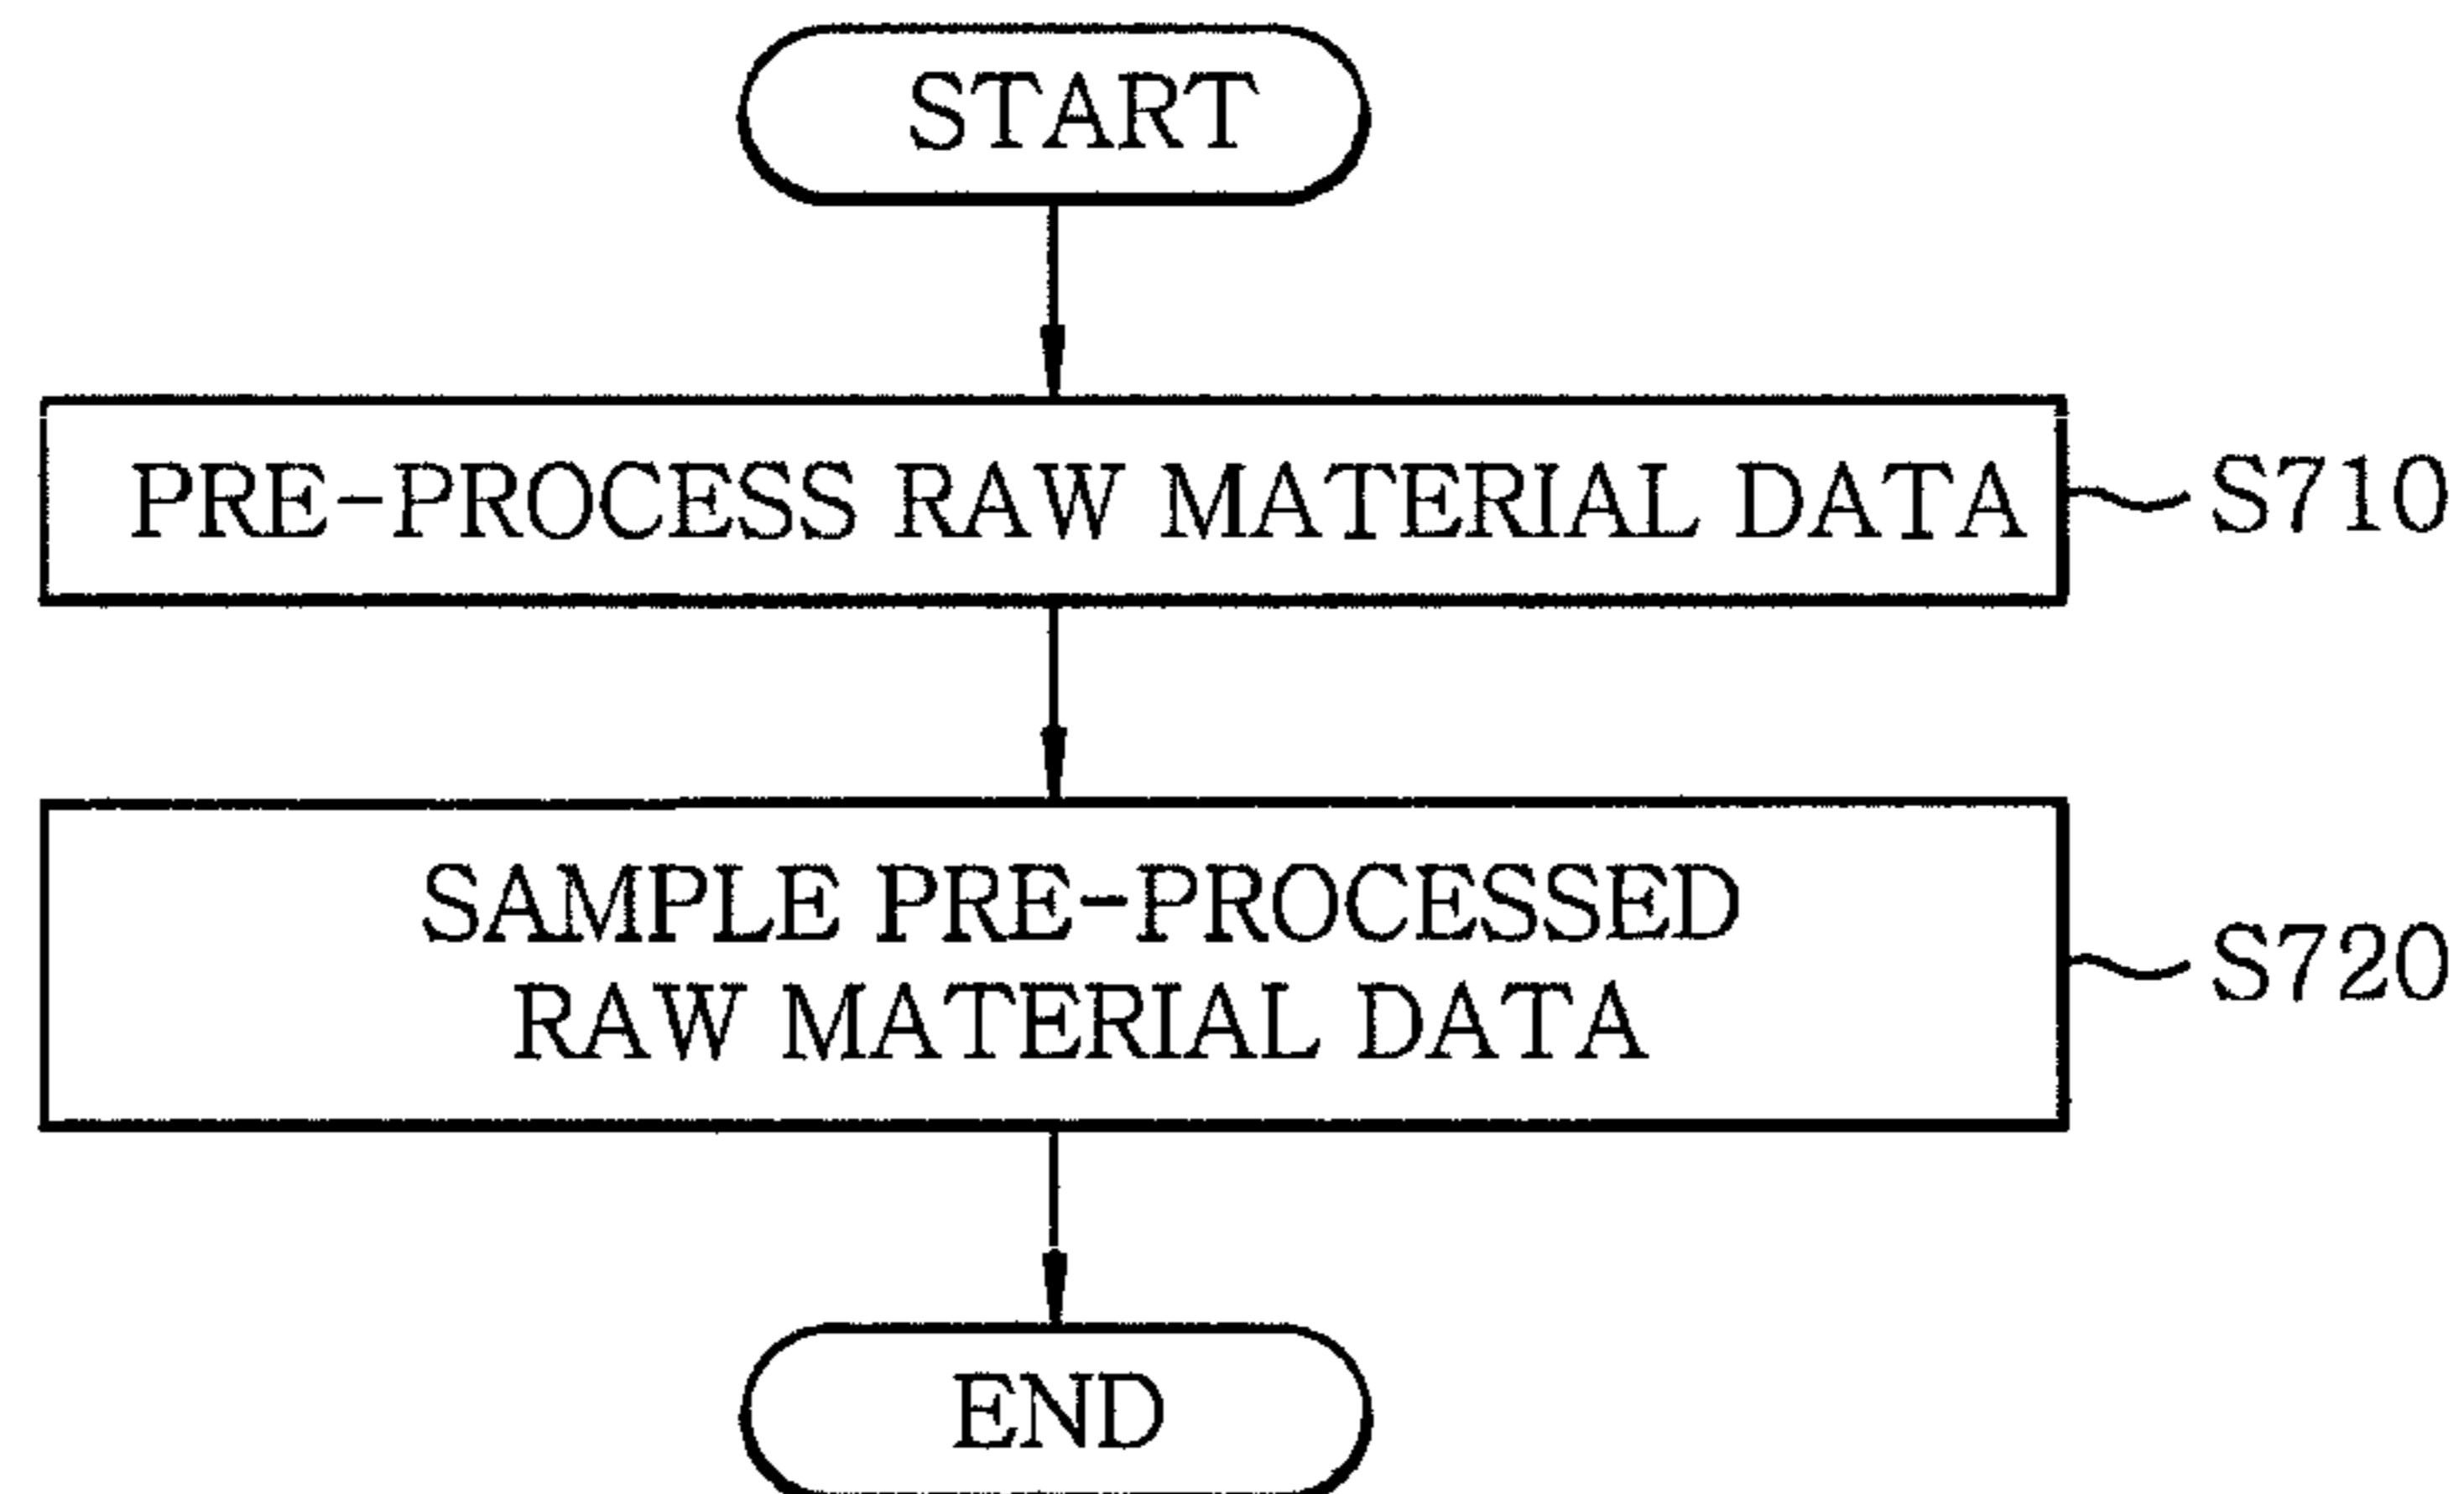 START
PRE-PROCESS RAW MATERIAL DATA
S710
SAMPLE PRE-PROCESSED
RAW MATERIAL DATA
S720
END